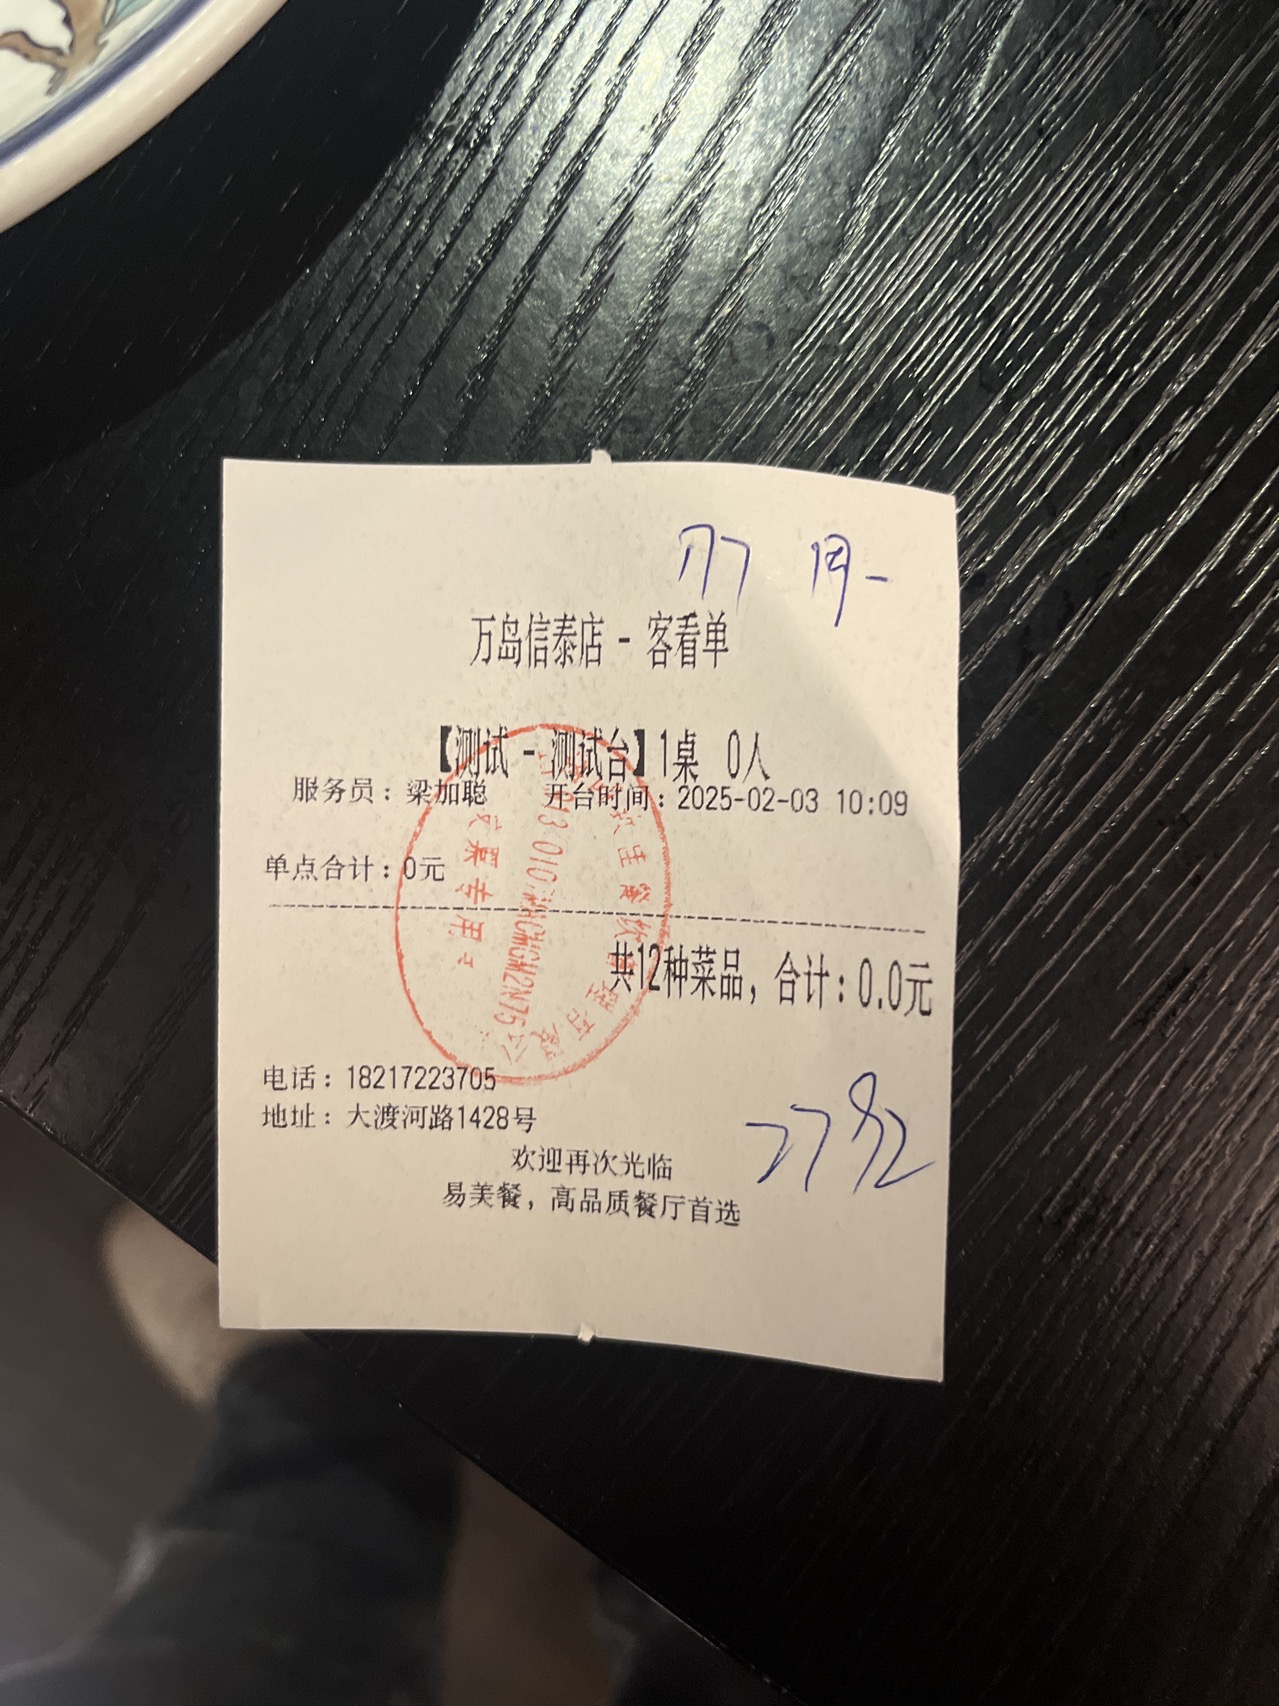 万岛信泰店 - 客看单
【测试 - 测试台】1桌 0人
服务员：梁加聪 开台时间：2025-02-03 10:09
单点合计：0元
共12种菜品，合计：0.0元
电话：18217223705
地址：大渡河路1428号
欢迎再次光临
易美餐，高品质餐厅首选